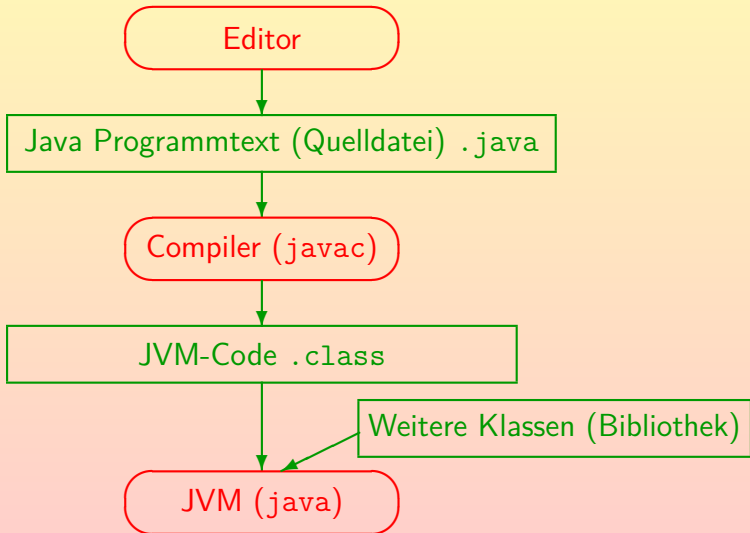 Editor
Java Programmtext (Quelldatei) .java
Compiler (javac)
JVM-Code .class
Weitere Klassen (Bibliothek)
JVM (java)